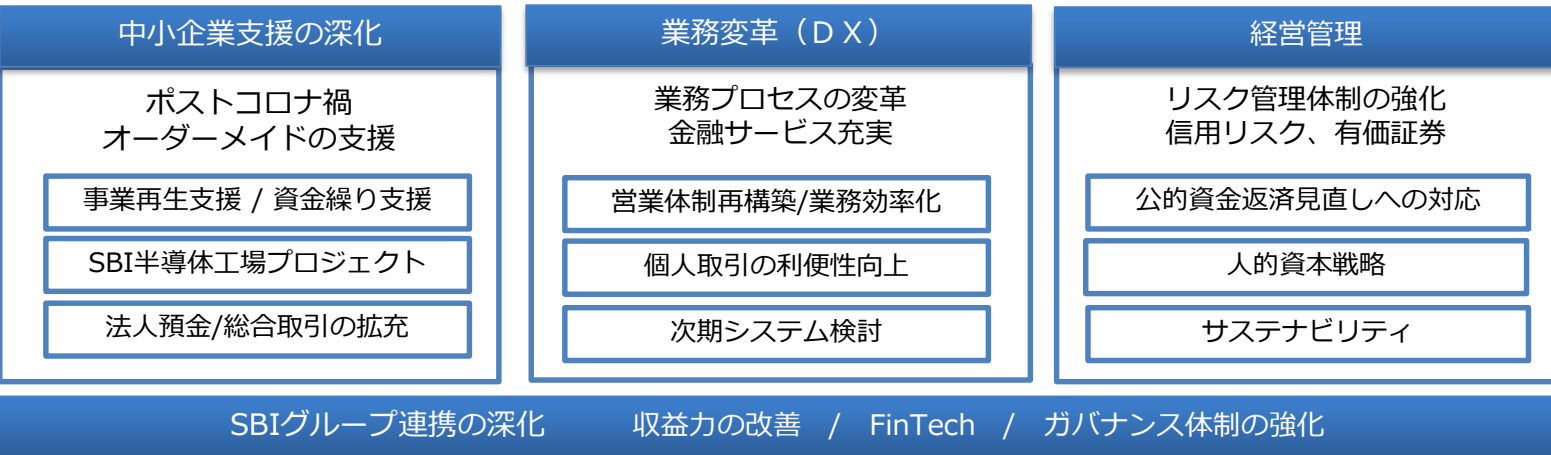 中小企業支援の深化
ポストコロナ禍
オーダーメイドの支援
事業再生支援 / 資金繰り支援
SBI半導体工場プロジェクト
法人預金/総合取引の拡充
業務変革（ＤＸ）
業務プロセスの変革
金融サービス充実
営業体制再構築/業務効率化
個人取引の利便性向上
次期システム検討
経営管理
リスク管理体制の強化
信用リスク、有価証券
公的資金返済見直しへの対応
人的資本戦略
サステナビリティ
SBIグループ連携の深化　　収益力の改善 / FinTech / ガバナンス体制の強化